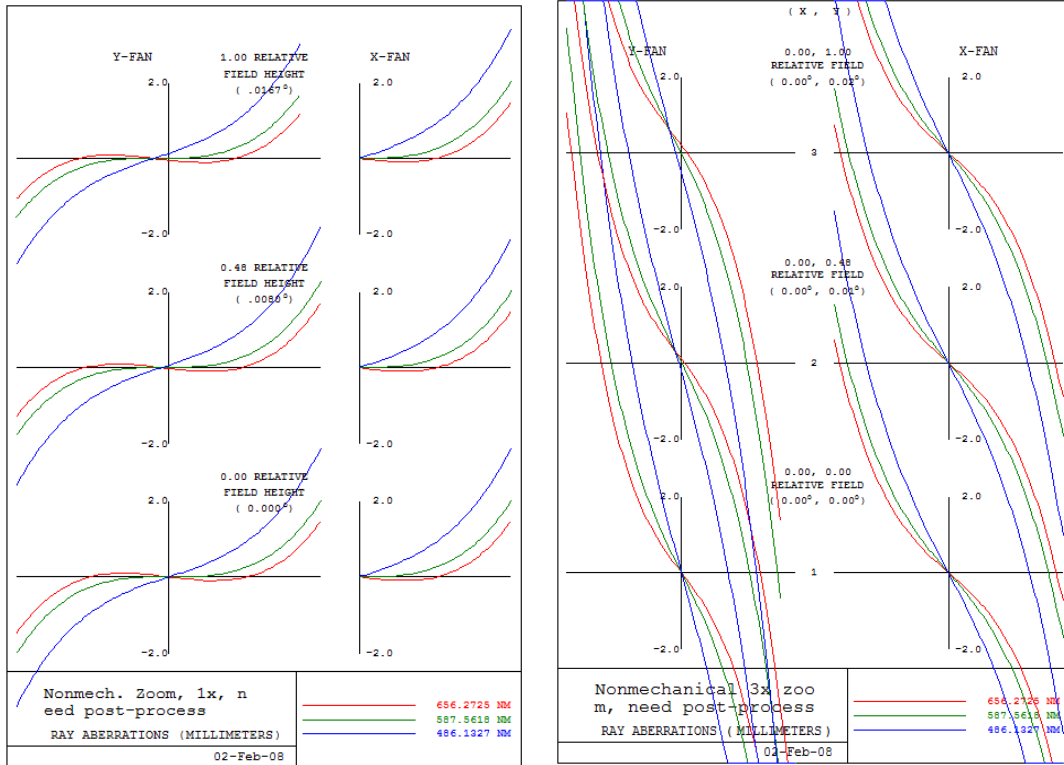 Y-FAN
1.00 RELATIVE
FIELD HEIGHT
( .0167°)
X-FAN
2.0
2.0
-2.0
-2.0
0.48 RELATIVE
FIELD HEIGHT
( .0080°)
2.0
2.0
-2.0
-2.0
0.00 RELATIVE
FIELD HEIGHT
( 0.000°)
2.0
2.0
-2.0
-2.0
Nonmech. Zoom, 1x, n
eed post-process
RAY ABERRATIONS (MILLIMETERS)
02-Feb-08
656.2725 NM
587.5618 NM
486.1327 NM
( X , Y )
Y-FAN
0.00, 1.00
RELATIVE FIELD
( 0.00°, 0.02°)
X-FAN
2.0
2.0
3
-2.0
-2.0
0.00, 0.48
RELATIVE FIELD
( 0.00°, 0.01°)
2.0
2.0
2
-2.0
-2.0
0.00, 0.00
RELATIVE FIELD
( 0.00°, 0.00°)
2.0
2.0
1
-2.0
-2.0
Nonmechanical 3x zoo
m, need post-process
RAY ABERRATIONS (MILLIMETERS)
02-Feb-08
656.2725 NM
587.5618 NM
486.1327 NM